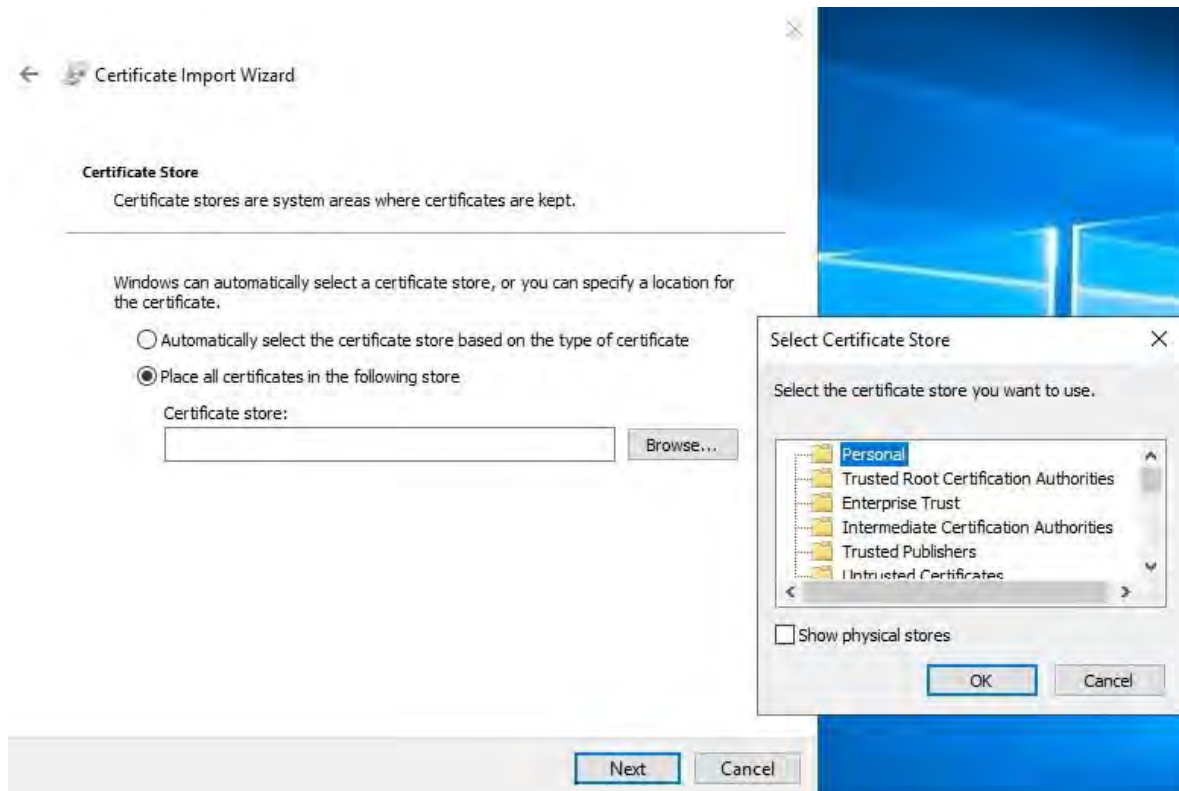 Certificate Import Wizard
Certificate Store
Certificate stores are system areas where certificates are kept.
Windows can automatically select a certificate store, or you can specify a location for
the certificate.
Automatically select the certificate store based on the type of certificate
Place all certificates in the following store
Certificate store:
Browse...
Next
Cancel
Select Certificate Store
Select the certificate store you want to use.
Personal
Trusted Root Certification Authorities
Enterprise Trust
Intermediate Certification Authorities
Trusted Publishers
Untrusted Certificates
Show physical stores
OK
Cancel